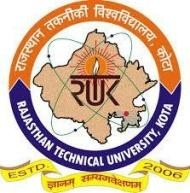 राजस्थान तकनीकी विश्वविद्यालय, कोटा
RTU
RAJASTHAN TECHNICAL UNIVERSITY, KOTA
ESTD. 2006
ज्ञानम् सम्यगवेक्षणम्